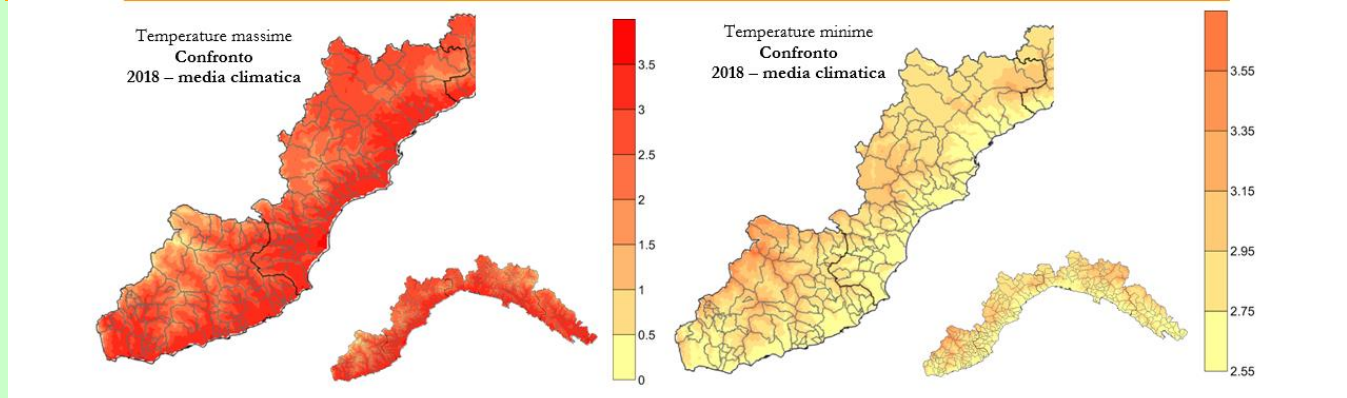 Temperature massime
Confronto
2018 – media climatica
3.5
3
2.5
2
1.5
1
0.5
0
Temperature minime
Confronto
2018 – media climatica
3.55
3.35
3.15
2.95
2.75
2.55